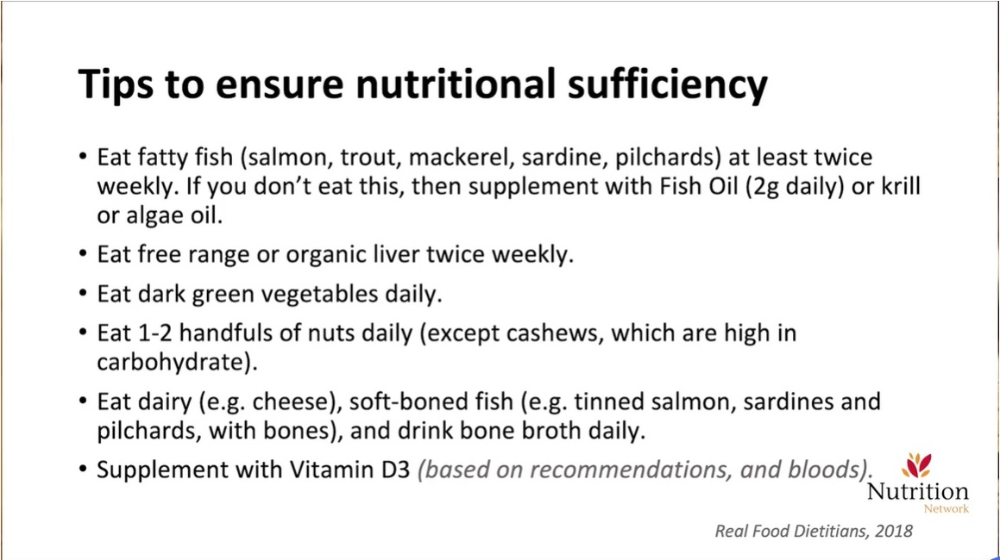 Tips to ensure nutritional sufficiency
• Eat fatty fish (salmon, trout, mackerel, sardine, pilchards) at least twice
weekly. If you don’t eat this, then supplement with Fish Oil (2g daily) or krill
or algae oil.
• Eat free range or organic liver twice weekly.
• Eat dark green vegetables daily.
• Eat 1-2 handfuls of nuts daily (except cashews, which are high in
carbohydrate).
• Eat dairy (e.g. cheese), soft-boned fish (e.g. tinned salmon, sardines and
pilchards, with bones), and drink bone broth daily.
• Supplement with Vitamin D3 (based on recommendations, and bloods).
Nutrition
Network
Real Food Dietitians, 2018